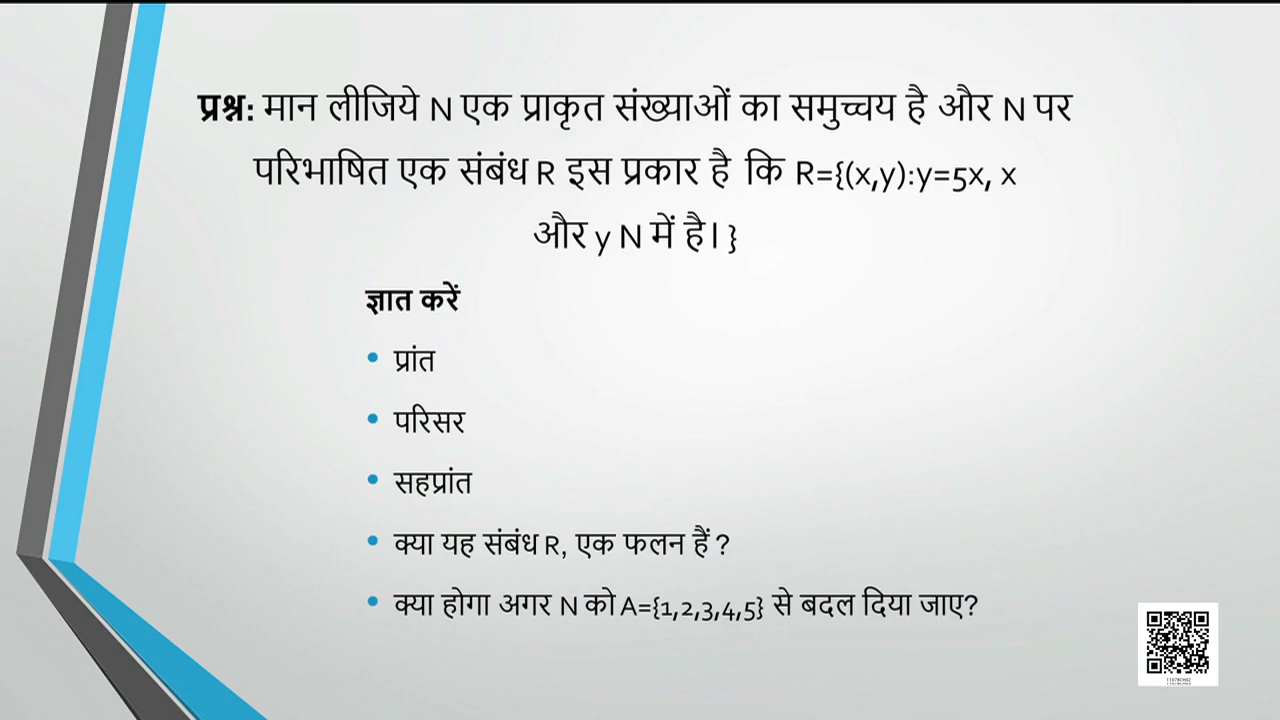 प्रश्न: मान लीजिये N एक प्राकृत संख्याओं का समुच्चय है और N पर
परिभाषित एक संबंध R इस प्रकार है कि R={(x,y):y=5x, x
और y N में है। }
ज्ञात करें
• प्रांत
• परिसर
• सहप्रांत
• क्या यह संबंध R, एक फलन हैं ?
• क्या होगा अगर N को A={1,2,3,4,5} से बदल दिया जाए?